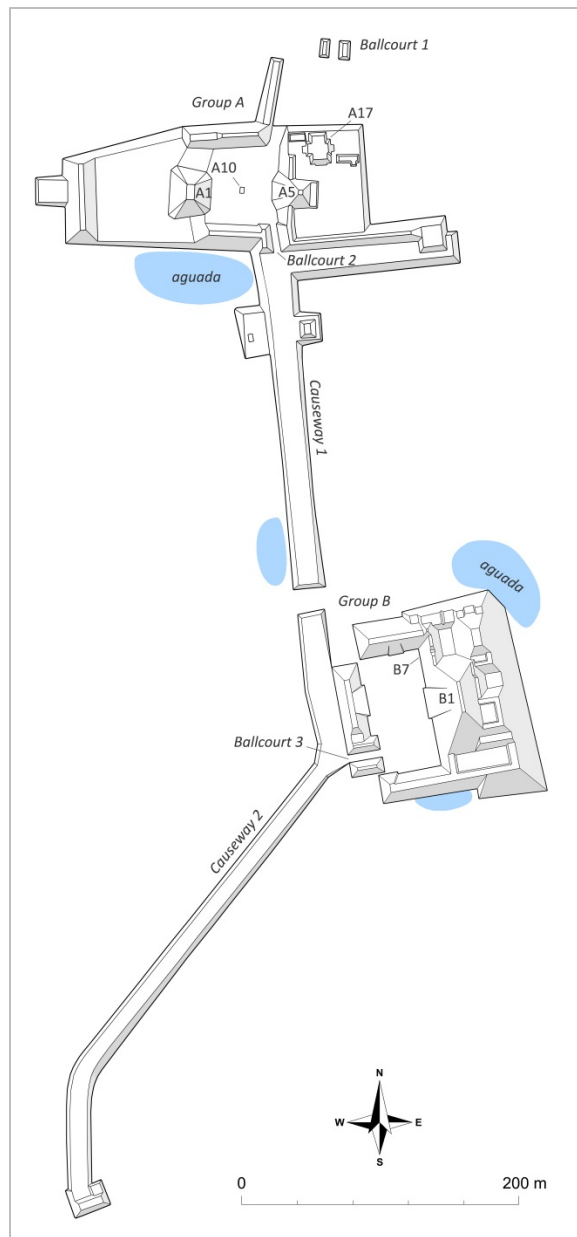 Ballcourt 1
Group A
A17
A10
A1
A5
Ballcourt 2
aguada
Causeway 1
aguada
Group B
B7
B1
Ballcourt 3
Causeway 2
N
W
E
S
0
200 m